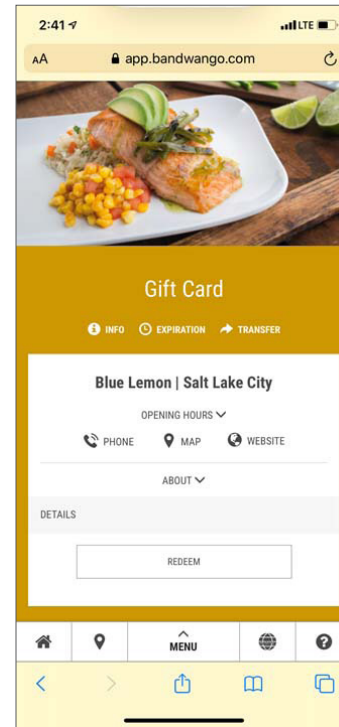 2:41 LTE
AA app.bandwango.com
Gift Card
INFO EXPIRATION TRANSFER
Blue Lemon | Salt Lake City
OPENING HOURS
PHONE MAP WEBSITE
ABOUT
DETAILS
REDEEM
MENU